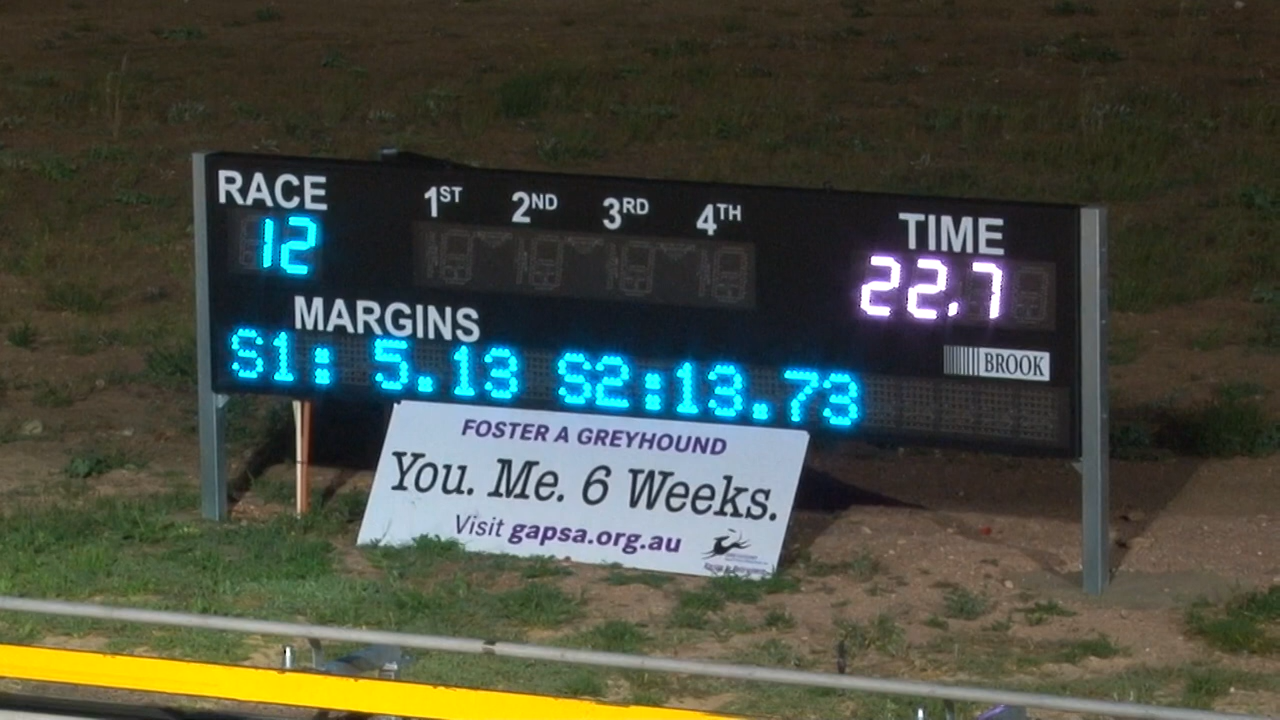 RACE 1ST 2ND 3RD 4TH TIME
12 22.7
MARGINS
BROOK
S1: 5.13 S2:13.73
FOSTER A GREYHOUND
You. Me. 6 Weeks.
Visit gapsa.org.au